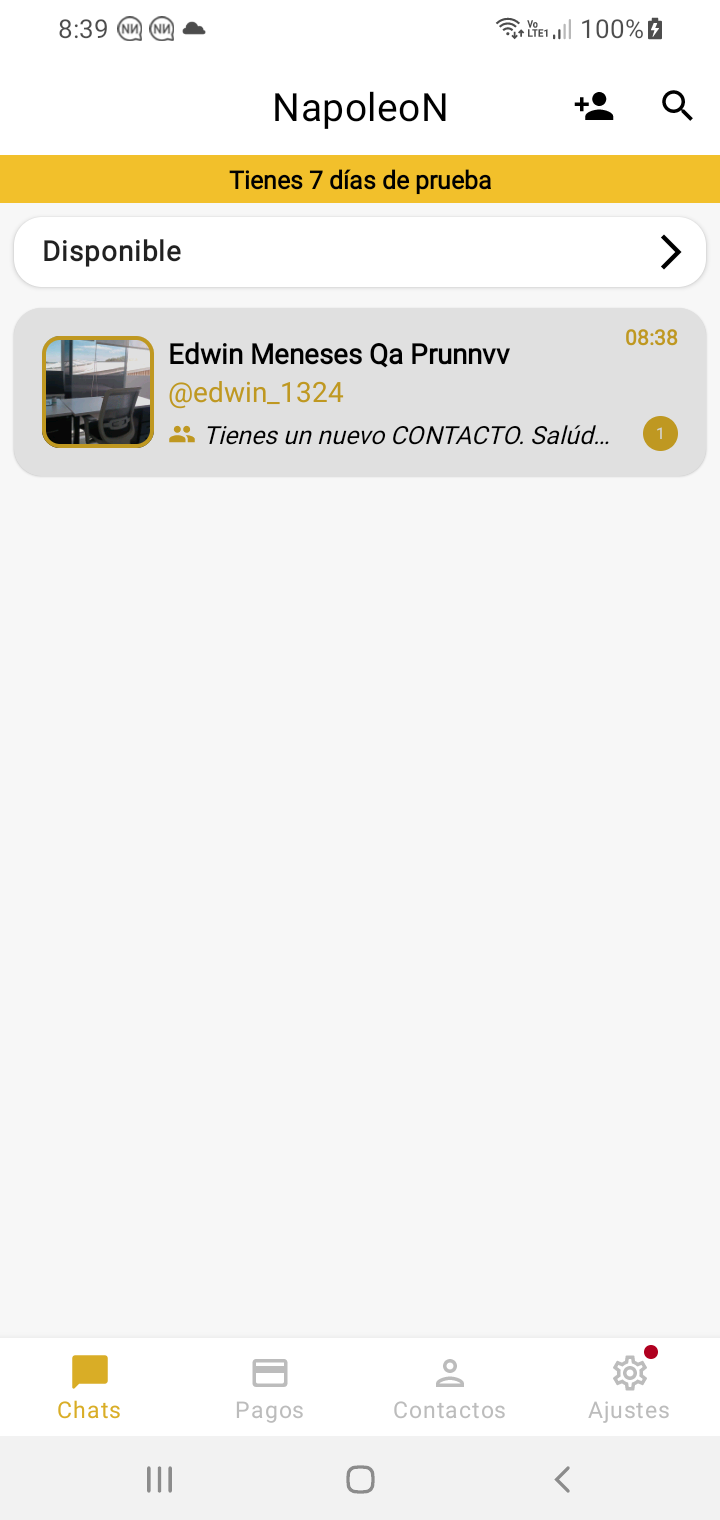 8:39
100%
NapoleoN
Tienes 7 días de prueba
Disponible
Edwin Meneses Qa Prunnvv
08:38
@edwin_1324
Tienes un nuevo CONTACTO. Salúd...
1
Chats
Pagos
Contactos
Ajustes